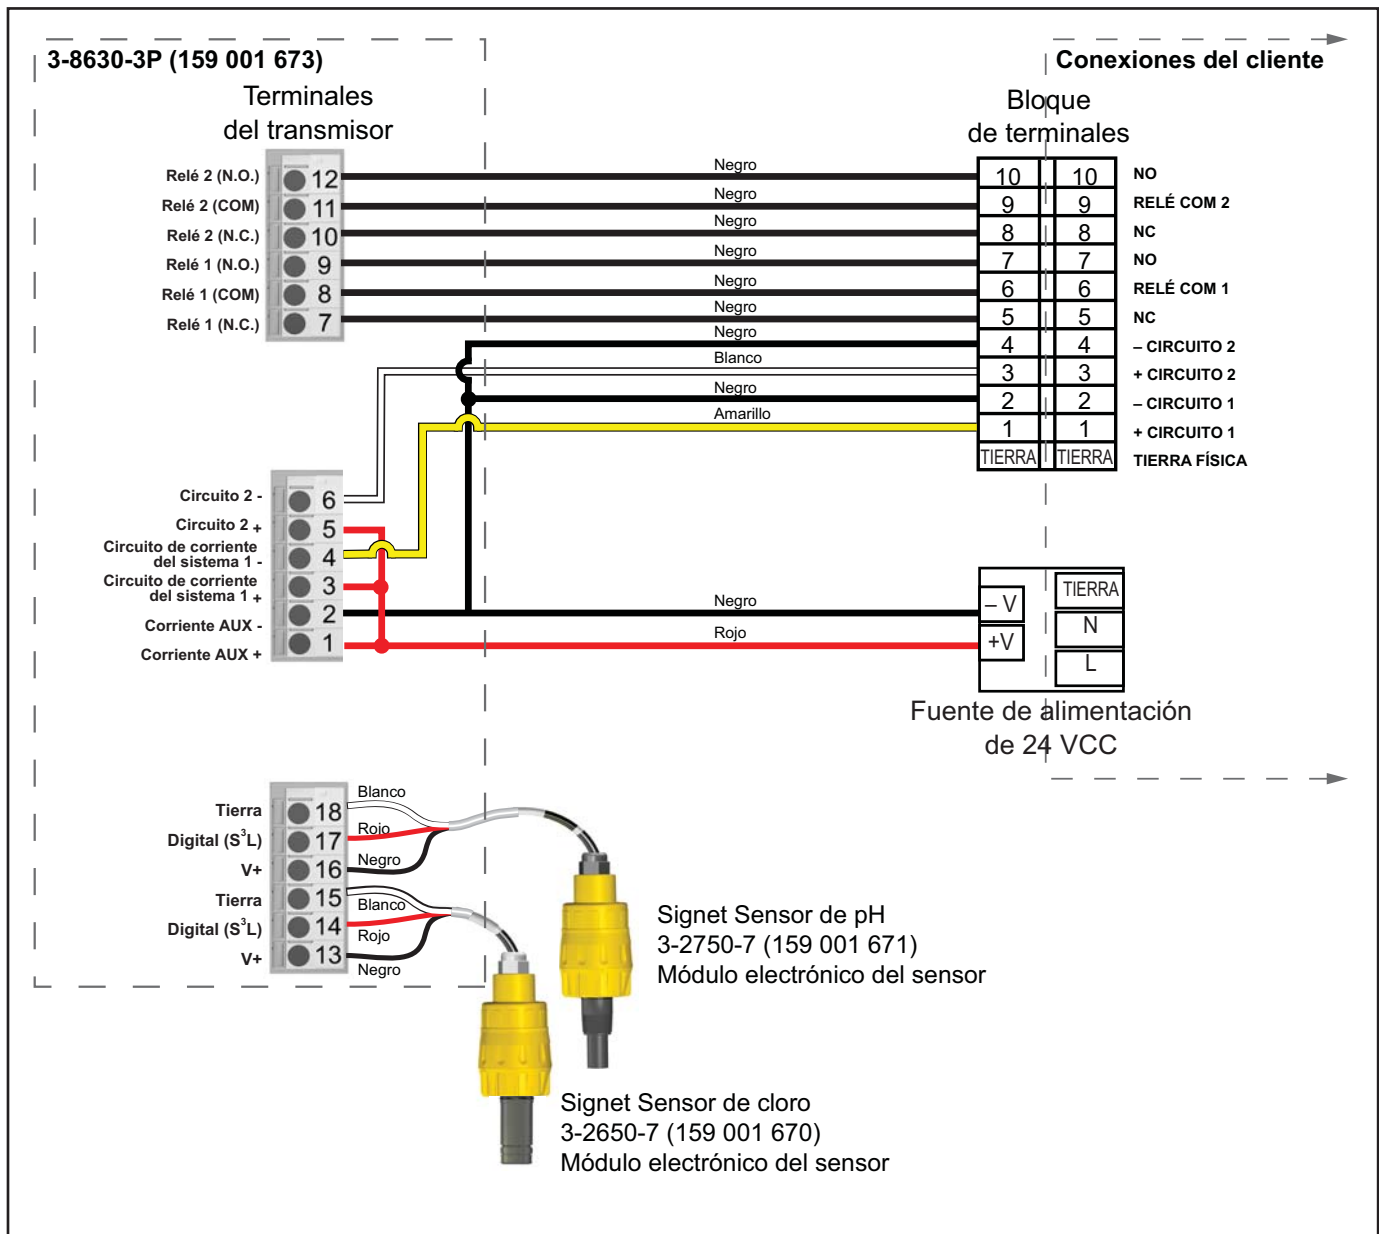 3-8630-3P (159 001 673)
Conexiones del cliente
Terminales
del transmisor
Bloque
de terminales
Relé 2 (N.O.) 12 Negro 10 10 NO
Relé 2 (COM) 11 Negro 9 9 RELÉ COM 2
Relé 2 (N.C.) 10 Negro 8 8 NC
Relé 1 (N.O.) 9 Negro 7 7 NO
Relé 1 (COM) 8 Negro 6 6 RELÉ COM 1
Relé 1 (N.C.) 7 Negro 5 5 NC
Negro 4 4 – CIRCUITO 2
Blanco 3 3 + CIRCUITO 2
Negro 2 2 – CIRCUITO 1
Amarillo 1 1 + CIRCUITO 1
TIERRA TIERRA TIERRA FÍSICA
Circuito 2 - 6
Circuito 2 + 5
Circuito de corriente
del sistema 1 - 4
Circuito de corriente
del sistema 1 + 3
Corriente AUX - 2 Negro – V
Corriente AUX + 1 Rojo +V
TIERRA
N
L
Fuente de alimentación
de 24 VCC
Tierra 18 Blanco
Digital (S³L) 17 Rojo
V+ 16 Negro
Tierra 15 Blanco
Digital (S³L) 14 Rojo
V+ 13 Negro
Signet Sensor de pH
3-2750-7 (159 001 671)
Módulo electrónico del sensor
Signet Sensor de cloro
3-2650-7 (159 001 670)
Módulo electrónico del sensor